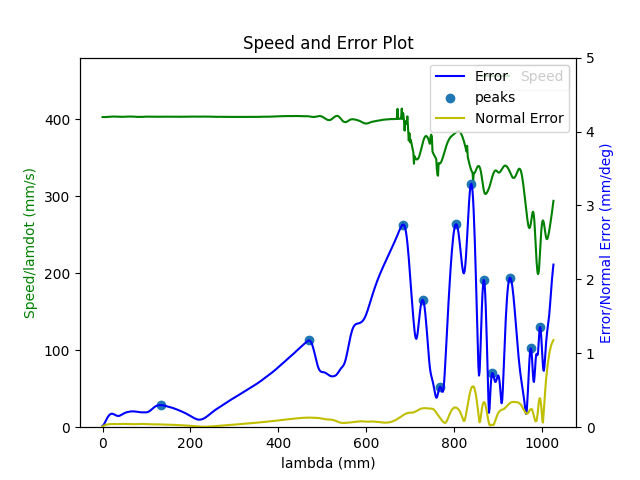 Speed and Error Plot
Speed/lamdot (mm/s)
400
300
200
100
0
0
200
400
600
800
1000
lambda (mm)
5
4
3
2
1
0
Error/Normal Error (mm/deg)
Error
Speed
peaks
Normal Error